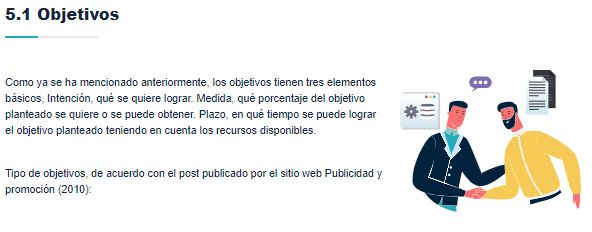 5.1 Objetivos
Como ya se ha mencionado anteriormente, los objetivos tienen tres elementos
básicos, Intención, qué se quiere lograr. Medida, qué porcentaje del objetivo
planteado se quiere o se puede obtener. Plazo, en qué tiempo se puede lograr
el objetivo planteado teniendo en cuenta los recursos disponibles.
Tipo de objetivos, de acuerdo con el post publicado por el sitio web Publicidad y
promoción (2010):